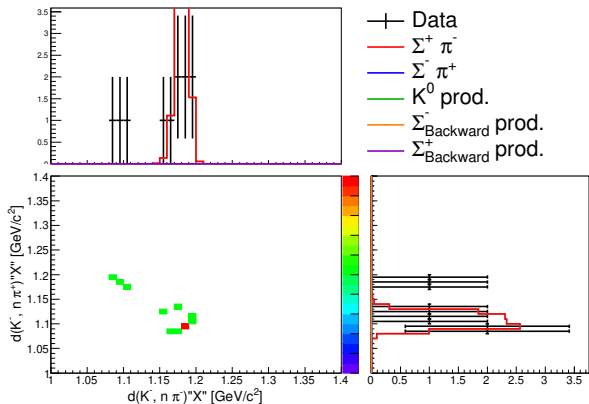 3.5
3
2.5
2
1.5
1
0.5
0
Data
Σ⁺ π⁻
Σ⁻ π⁺
K⁰ prod.
Σ⁻Backward prod.
Σ⁺Backward prod.
d(K⁻, n π⁺)"X" [GeV/c²]
1.4
1.35
1.3
1.25
1.2
1.15
1.1
1.05
1
1 1.05 1.1 1.15 1.2 1.25 1.3 1.35 1.4
d(K⁻, n π⁻)"X" [GeV/c²]
0 0.5 1 1.5 2 2.5 3 3.5